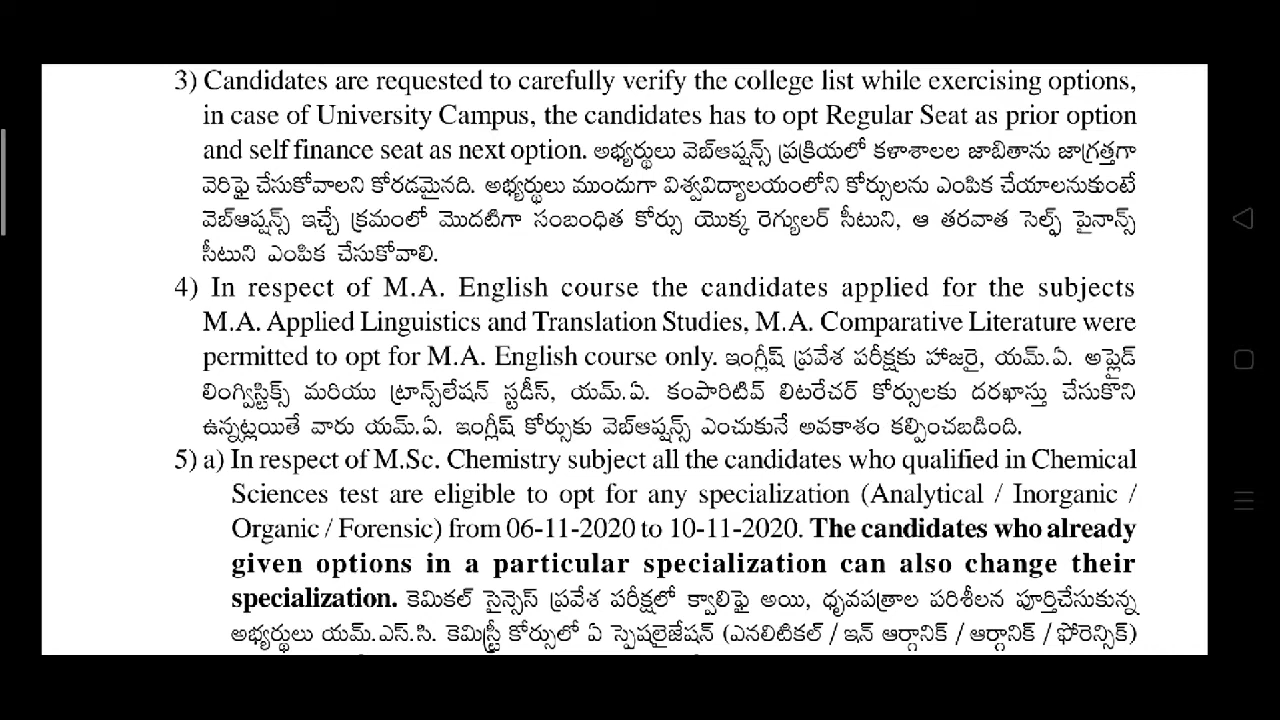 3) Candidates are requested to carefully verify the college list while exercising options,
in case of University Campus, the candidates has to opt Regular Seat as prior option
and self finance seat as next option. అభ్యర్థులు వెబ్ఆప్షన్స్ ప్రక్రియలో కళాశాలల జాబితాను జాగ్రత్తగా
వెరిఫై చేసుకోవాలని కోరడమైనది. అభ్యర్థులు ముందుగా విశ్వవిద్యాలయంలోని కోర్సులను ఎంపిక చేయాలనుకుంటే
వెబ్ఆప్షన్స్ ఇచ్చే క్రమంలో మొదటిగా సంబంధిత కోర్సు యొక్క రెగ్యులర్ సీటుని, ఆ తరవాత సెల్ఫ్ ఫైనాన్స్
సీటుని ఎంపిక చేసుకోవాలి.
4) In respect of M.A. English course the candidates applied for the subjects
M.A. Applied Linguistics and Translation Studies, M.A. Comparative Literature were
permitted to opt for M.A. English course only. ఇంగ్లీష్ ప్రవేశ పరీక్షకు హాజరై, యమ్.ఏ. అప్లైడ్
లింగ్విస్టిక్స్ మరియు ట్రాన్స్‌లేషన్ స్టడీస్, యమ్.ఏ. కంపారిటివ్ లిటరేచర్ కోర్సులకు దరఖాస్తు చేసుకొని
ఉన్నట్లయితే వారు యమ్.ఏ. ఇంగ్లీష్ కోర్సుకు వెబ్ఆప్షన్స్ ఎంచుకునే అవకాశం కల్పించబడింది.
5) a) In respect of M.Sc. Chemistry subject all the candidates who qualified in Chemical
Sciences test are eligible to opt for any specialization (Analytical / Inorganic /
Organic / Forensic) from 06-11-2020 to 10-11-2020. The candidates who already
given options in a particular specialization can also change their
specialization. కెమికల్ సైన్సెస్ ప్రవేశ పరీక్షలో క్వాలిఫై అయి, ధృవపత్రాల పరిశీలన పూర్తిచేసుకున్న
అభ్యర్థులు యమ్.ఎస్.సి. కెమిస్ట్రీ కోర్సులో ఏ స్పెషలైజేషన్ (ఎనలిటికల్ / ఇన్ ఆర్గానిక్ / ఆర్గానిక్ / ఫోరెన్సిక్)